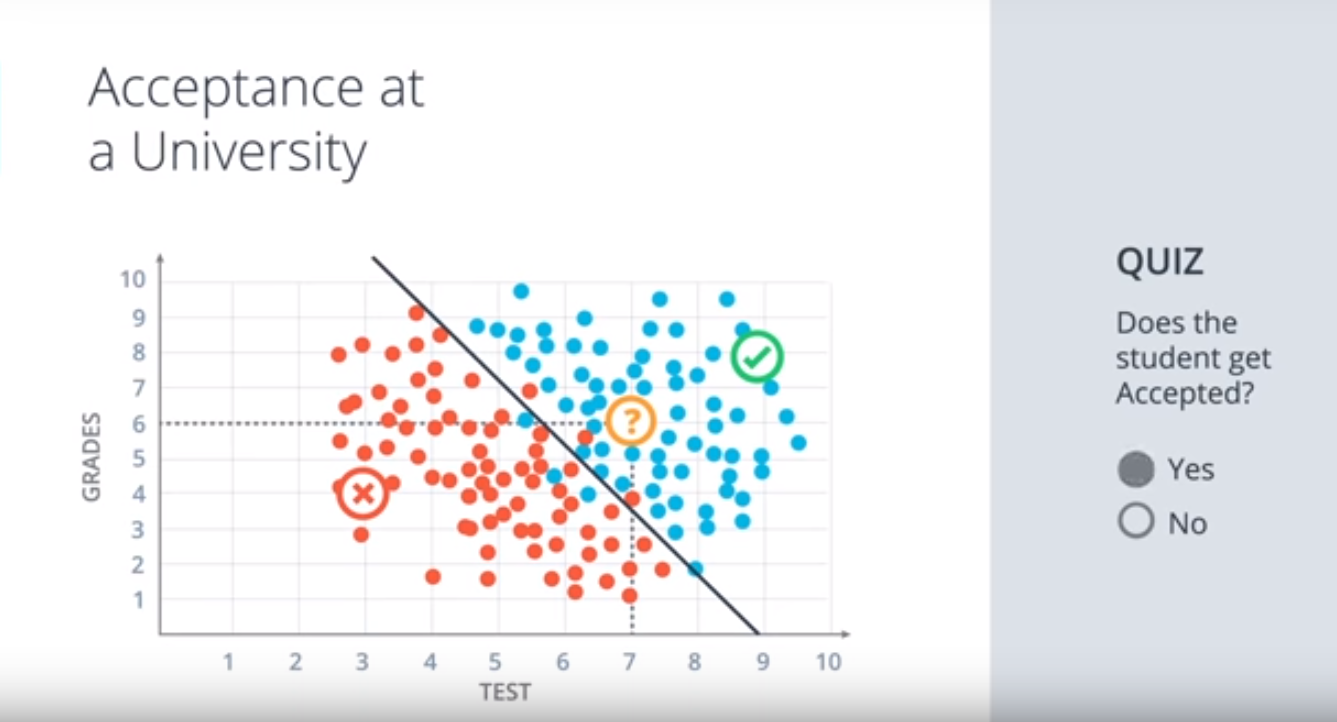 Acceptance at
a University
QUIZ
Does the
student get
Accepted?
Yes
No
GRADES
10
9
8
7
6
5
4
3
2
1
?
1 2 3 4 5 6 7 8 9 10
TEST